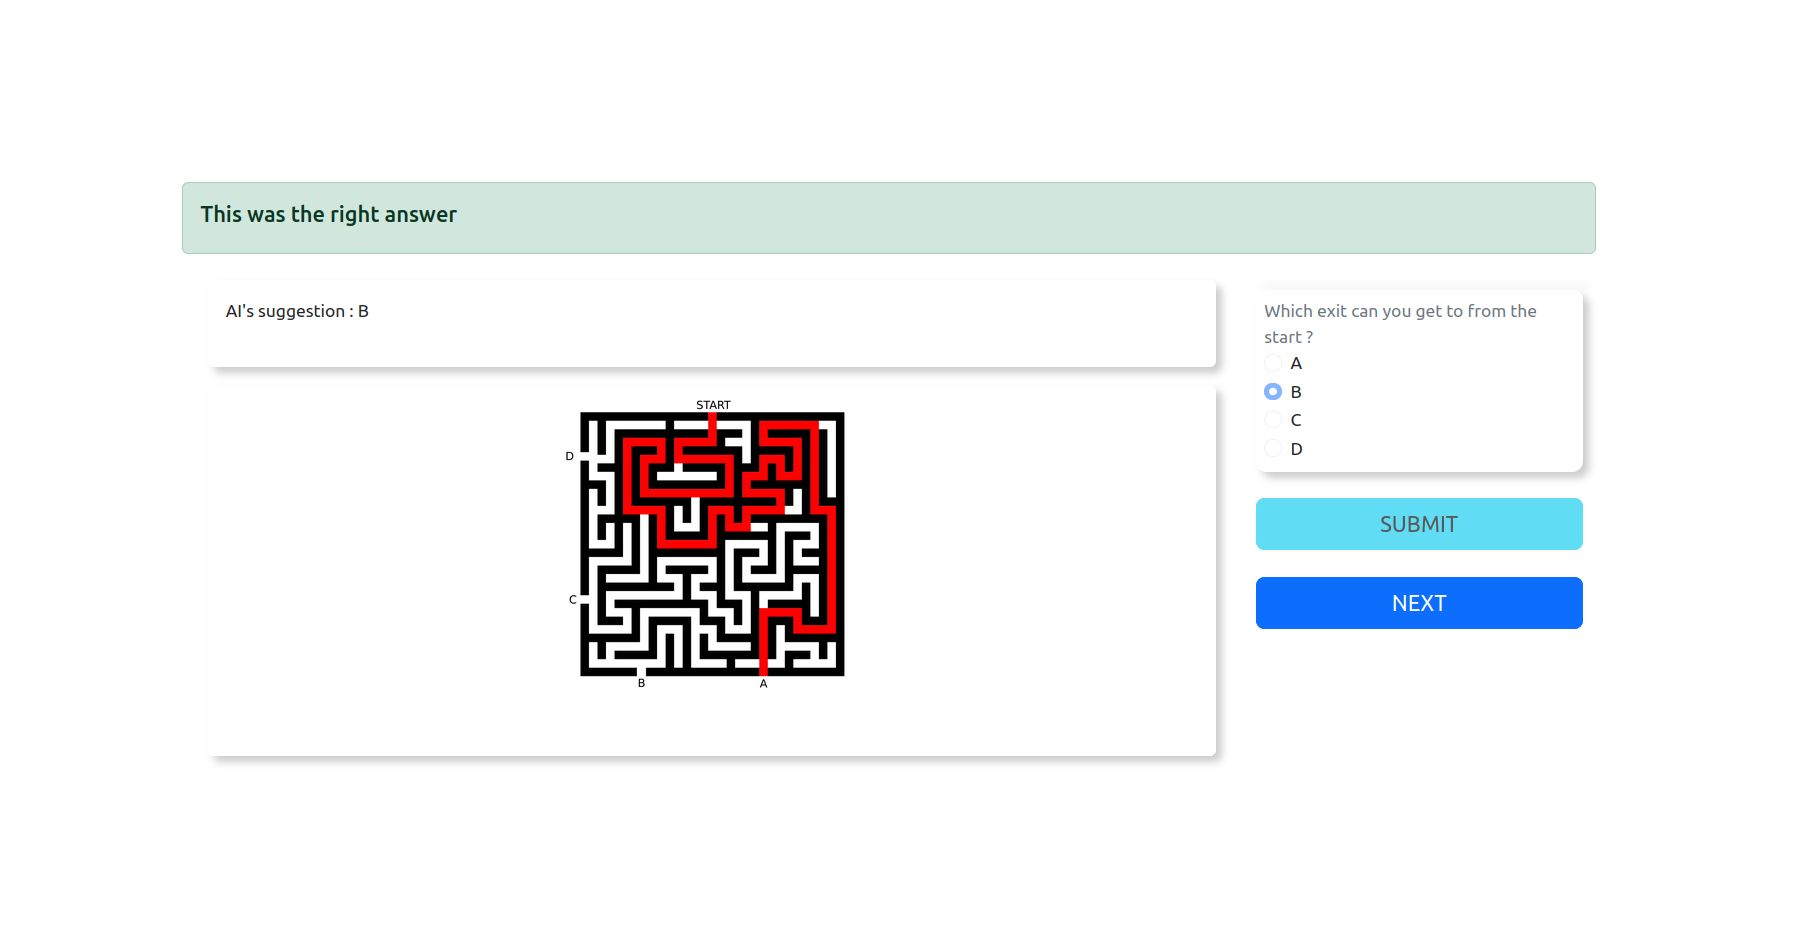 This was the right answer
AI's suggestion : B
Which exit can you get to from the
start ?
A
B
C
D
SUBMIT
NEXT
START
D
C
B
A